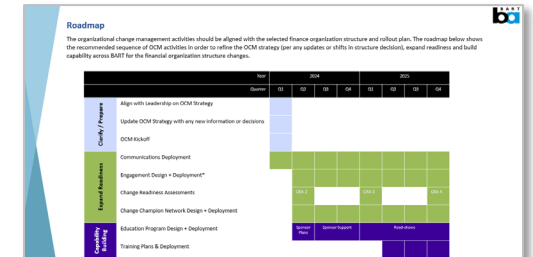 BART
ba
Roadmap
The organizational change management activities should be aligned with the selected finance organization structure and rollout plan. The roadmap below shows
the recommended sequence of OCM activities in order to refine the OCM strategy (per any updates or shifts in structure decision), expand readiness and build
capability across BART for the financial organization structure changes.
Year 2024 2025
Quarter Q1 Q2 Q3 Q4 Q1 Q2 Q3 Q4
Clarify / Prepare
Align with Leadership on OCM Strategy
Update OCM Strategy with any new information or decisions
OCM Kickoff
Expand Readiness
Communications Deployment
Engagement Design + Deployment*
Change Readiness Assessments CRA 2 CRA 3 CRA 4
Change Champion Network Design + Deployment
Capability
Building
Education Program Design + Deployment Sponsor
Plans Sponsor Support Road-shows
Training Plans & Deployment